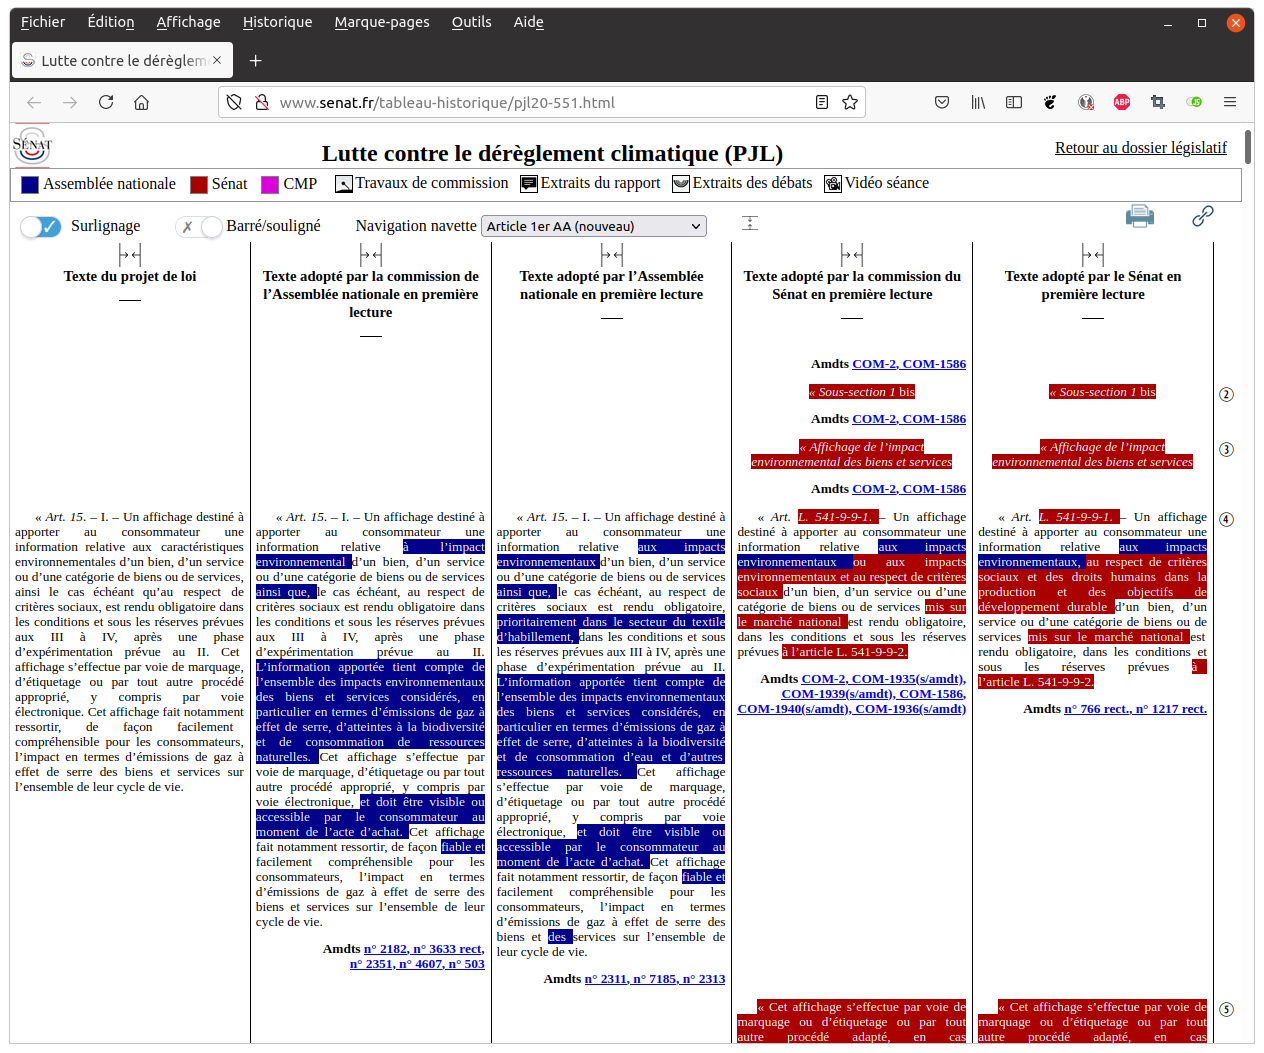 Fichier Édition Affichage Historique Marque-pages Outils Aide
Lutte contre le dérèglem
www.senat.fr/tableau-historique/pjl20-551.html
SÉNAT
Lutte contre le dérèglement climatique (PJL)
Retour au dossier législatif
Assemblée nationale Sénat CMP Travaux de commission Extraits du rapport Extraits des débats Vidéo séance
Surlignage Barré/souligné Navigation navette Article 1er AA (nouveau)
Texte du projet de loi
« Art. 15. – I. – Un affichage destiné à
apporter au consommateur une
information relative aux caractéristiques
environnementales d’un bien, d’un service
ou d’une catégorie de biens ou de services,
ainsi le cas échéant qu’au respect de
critères sociaux, est rendu obligatoire dans
les conditions et sous les réserves prévues
aux III à IV, après une phase
d’expérimentation prévue au II. Cet
affichage s’effectue par voie de marquage,
d’étiquetage ou par tout autre procédé
approprié, y compris par voie
électronique. Cet affichage fait notamment
ressortir, de façon facilement
compréhensible pour les consommateurs,
l’impact en termes d’émissions de gaz à
effet de serre des biens et services sur
l’ensemble de leur cycle de vie.
Texte adopté par la commission de
l’Assemblée nationale en première
lecture
« Art. 15. – I. – Un affichage destiné à
apporter au consommateur une
information relative à l’impact
environnemental d’un bien, d’un service
ou d’une catégorie de biens ou de services
ainsi que, le cas échéant, au respect de
critères sociaux est rendu obligatoire dans
les conditions et sous les réserves prévues
aux III à IV, après une phase
d’expérimentation prévue au II.
L’information apportée tient compte de
l’ensemble des impacts environnementaux
des biens et services considérés, en
particulier en termes d’émissions de gaz à
effet de serre, d’atteintes à la biodiversité
et de consommation de ressources
naturelles. Cet affichage s’effectue par
voie de marquage, d’étiquetage ou par tout
autre procédé approprié, y compris par
voie électronique, et doit être visible ou
accessible par le consommateur au
moment de l’acte d’achat. Cet affichage
fait notamment ressortir, de façon fiable et
facilement compréhensible pour les
consommateurs, l’impact en termes
d’émissions de gaz à effet de serre des
biens et services sur l’ensemble de leur
cycle de vie.
Amdts n° 2182, n° 3633 rect,
n° 2351, n° 4607, n° 503
Texte adopté par l’Assemblée
nationale en première lecture
« Art. 15. – I. – Un affichage destiné à
apporter au consommateur une
information relative aux impacts
environnementaux d’un bien, d’un service
ou d’une catégorie de biens ou de services
ainsi que, le cas échéant, au respect de
critères sociaux est rendu obligatoire,
prioritairement dans le secteur du textile
d’habillement, dans les conditions et sous
les réserves prévues aux III à IV, après une
phase d’expérimentation prévue au II.
L’information apportée tient compte de
l’ensemble des impacts environnementaux
des biens et services considérés, en
particulier en termes d’émissions de gaz à
effet de serre, d’atteintes à la biodiversité
et de consommation d’eau et d’autres
ressources naturelles. Cet affichage
s’effectue par voie de marquage,
d’étiquetage ou par tout autre procédé
approprié, y compris par voie
électronique, et doit être visible ou
accessible par le consommateur au
moment de l’acte d’achat. Cet affichage
fait notamment ressortir, de façon fiable et
facilement compréhensible pour les
consommateurs, l’impact en termes
d’émissions de gaz à effet de serre des
biens et des services sur l’ensemble de
leur cycle de vie.
Amdts n° 2311, n° 7185, n° 2313
Texte adopté par la commission du
Sénat en première lecture
Amdts COM-2, COM-1586
« Sous-section 1 bis
Amdts COM-2, COM-1586
« Affichage de l’impact
environnemental des biens et services
Amdts COM-2, COM-1586
« Art. L. 541-9-9-1. – Un affichage
destiné à apporter au consommateur une
information relative aux impacts
environnementaux ou aux impacts
environnementaux et au respect de critères
sociaux d’un bien, d’un service ou d’une
catégorie de biens ou de services mis sur
le marché national est rendu obligatoire,
dans les conditions et sous les réserves
prévues à l’article L. 541-9-9-2.
Amdts COM-2, COM-1935(s/amdt),
COM-1939(s/amdt), COM-1586,
COM-1940(s/amdt), COM-1936(s/amdt)
« Cet affichage s’effectue par voie de
marquage ou d’étiquetage ou par tout
autre procédé adapté, en cas
Texte adopté par le Sénat en
première lecture
« Sous-section 1 bis
②
« Affichage de l’impact
environnemental des biens et services
③
« Art. L. 541-9-9-1. – Un affichage
④
destiné à apporter au consommateur une
information relative aux impacts
environnementaux, au respect de critères
sociaux et des droits humains dans la
production et des objectifs de
développement durable d’un bien, d’un
service ou d’une catégorie de biens ou de
services mis sur le marché national est
rendu obligatoire, dans les conditions et
sous les réserves prévues à
l’article L. 541-9-9-2.
Amdts n° 766 rect., n° 1217 rect.
« Cet affichage s’effectue par voie de
⑤
marquage ou d’étiquetage ou par tout
autre procédé adapté, en cas